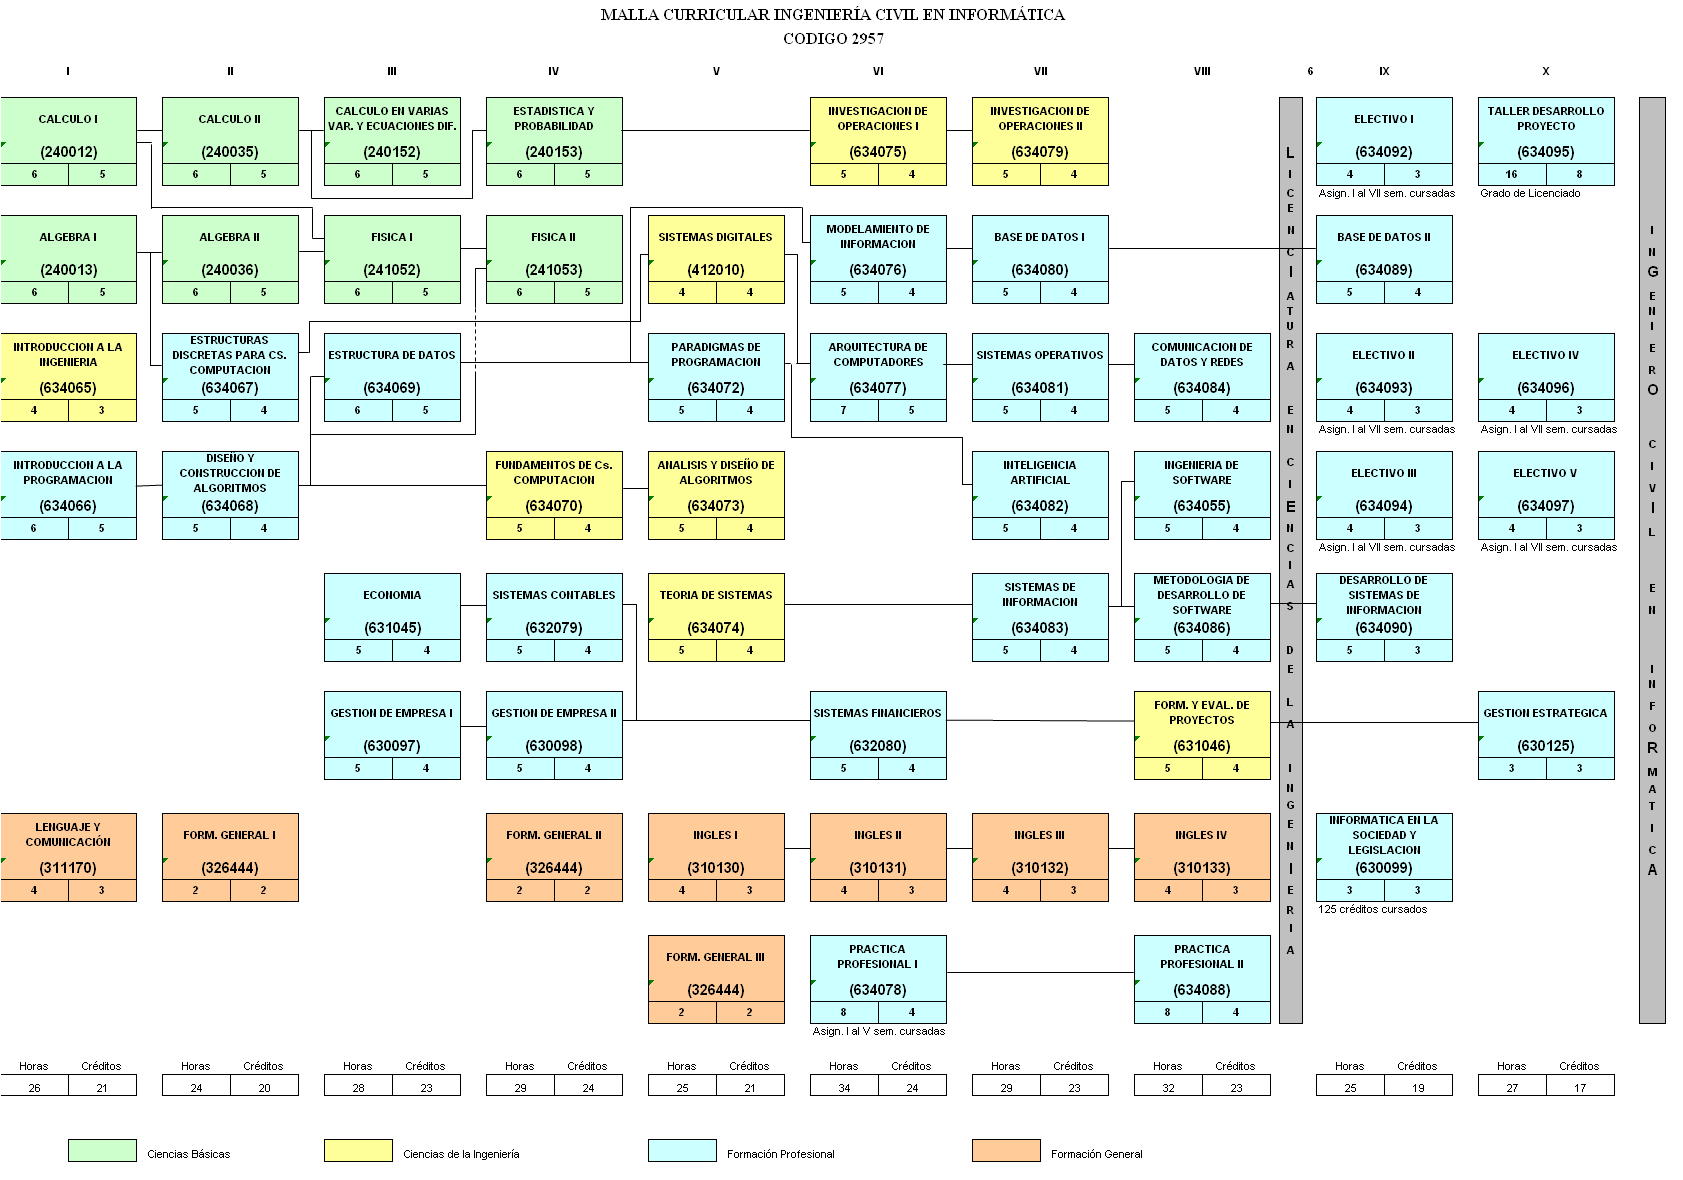 MALLA CURRICULAR INGENIERÍA CIVIL EN INFORMÁTICA
CODIGO 2957
I II III IV V VI VII VIII 6 IX X
CALCULO I
(240012)
6 5
CALCULO II
(240035)
6 5
CALCULO EN VARIAS
VAR. Y ECUACIONES DIF.
(240152)
6 5
ESTADISTICA Y
PROBABILIDAD
(240153)
6 5
INVESTIGACION DE
OPERACIONES I
(634075)
5 4
INVESTIGACION DE
OPERACIONES II
(634079)
5 4
ELECTIVO I
(634092)
4 3
Asign. I al VII sem. cursadas
TALLER DESARROLLO
PROYECTO
(634095)
16 8
Grado de Licenciado
ALGEBRA I
(240013)
6 5
ALGEBRA II
(240036)
6 5
FISICA I
(241052)
6 5
FISICA II
(241053)
6 5
SISTEMAS DIGITALES
(412010)
4 4
MODELAMIENTO DE
INFORMACION
(634076)
5 4
BASE DE DATOS I
(634080)
5 4
BASE DE DATOS II
(634089)
5 4
INTRODUCCION A LA
INGENIERIA
(634065)
4 3
ESTRUCTURAS
DISCRETAS PARA CS.
COMPUTACION
(634067)
5 4
ESTRUCTURA DE DATOS
(634069)
6 5
PARADIGMAS DE
PROGRAMACION
(634072)
5 4
ARQUITECTURA DE
COMPUTADORES
(634077)
7 5
SISTEMAS OPERATIVOS
(634081)
5 4
COMUNICACION DE
DATOS Y REDES
(634084)
5 4
ELECTIVO II
(634093)
4 3
Asign. I al VII sem. cursadas
ELECTIVO IV
(634096)
4 3
Asign. I al VII sem. cursadas
INTRODUCCION A LA
PROGRAMACION
(634066)
6 5
DISEÑO Y
CONSTRUCCION DE
ALGORITMOS
(634068)
5 4
FUNDAMENTOS DE Cs.
COMPUTACION
(634070)
5 4
ANALISIS Y DISEÑO DE
ALGORITMOS
(634073)
5 4
INTELIGENCIA
ARTIFICIAL
(634082)
5 4
INGENIERIA DE
SOFTWARE
(634055)
5 4
ELECTIVO III
(634094)
4 3
Asign. I al VII sem. cursadas
ELECTIVO V
(634097)
4 3
Asign. I al VII sem. cursadas
ECONOMIA
(631045)
5 4
SISTEMAS CONTABLES
(632079)
5 4
TEORIA DE SISTEMAS
(634074)
5 4
SISTEMAS DE
INFORMACION
(634083)
5 4
METODOLOGIA DE
DESARROLLO DE
SOFTWARE
(634086)
5 4
DESARROLLO DE
SISTEMAS DE
INFORMACION
(634090)
5 3
GESTION DE EMPRESA I
(630097)
5 4
GESTION DE EMPRESA II
(630098)
5 4
SISTEMAS FINANCIEROS
(632080)
5 4
FORM. Y EVAL. DE
PROYECTOS
(631046)
5 4
GESTION ESTRATEGICA
(630125)
3 3
LENGUAJE Y
COMUNICACIÓN
(311170)
4 3
FORM. GENERAL I
(326444)
2 2
FORM. GENERAL II
(326444)
2 2
INGLES I
(310130)
4 3
INGLES II
(310131)
4 3
INGLES III
(310132)
4 3
INGLES IV
(310133)
4 3
INFORMATICA EN LA
SOCIEDAD Y
LEGISLACION
(630099)
3 3
125 créditos cursados
FORM. GENERAL III
(326444)
2 2
PRACTICA
PROFESIONAL I
(634078)
8 4
Asign. I al V sem. cursadas
PRACTICA
PROFESIONAL II
(634088)
8 4
LICENCIATURA EN CIENCIAS DE LA INGENIERIA
INGENIERO CIVIL EN INFORMATICA
Horas Créditos Horas Créditos Horas Créditos Horas Créditos Horas Créditos Horas Créditos Horas Créditos Horas Créditos Horas Créditos Horas Créditos
26 21 24 20 28 23 29 24 25 21 34 24 29 23 32 23 25 19 27 17
Ciencias Básicas
Ciencias de la Ingeniería
Formación Profesional
Formación General